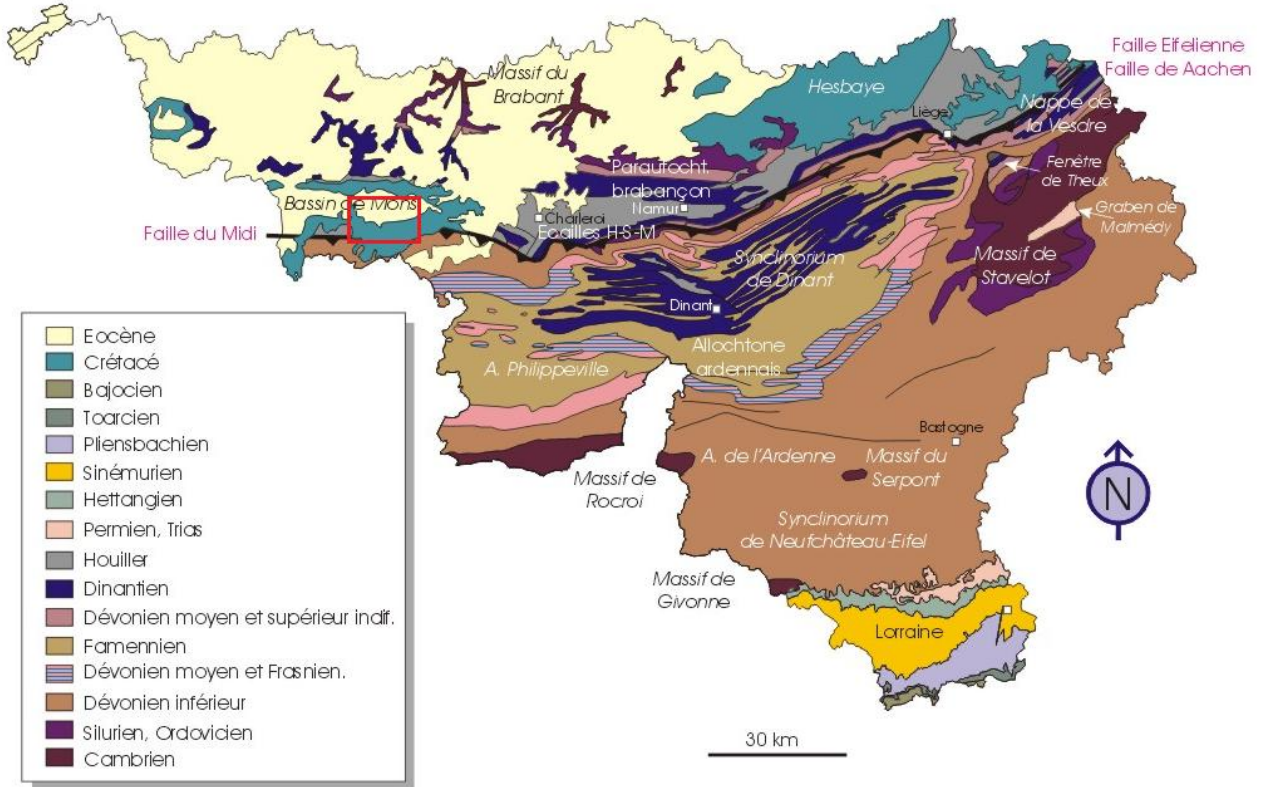 Faille Eifelienne
Faille de Aachen
Massif du
Brabant
Hesbaye
Nappe de
la Vesdre
Liège
Fenêtre
de Theux
Parautocht.
brabançon
Bassin de Mons
Namur
Charleroi
Ecailles H-S-M
Graben de
Malmédy
Faille du Midi
Massif de
Stavelot
Synclinorium
de Dinant
Dinant
Allochtone
ardennais
A. Philippeville
Bastogne
A. de l'Ardenne
Massif du
Serpont
Massif de
Rocroi
Synclinorium
de Neufchâteau-Eifel
Massif de
Givonne
Lorraine
N
30 km
Eocène
Crétacé
Bajocien
Toarcien
Pliensbachien
Sinémurien
Hettangien
Permien, Trias
Houiller
Dinantien
Dévonien moyen et supérieur indif.
Famennien
Dévonien moyen et Frasnien.
Dévonien inférieur
Silurien, Ordovicien
Cambrien